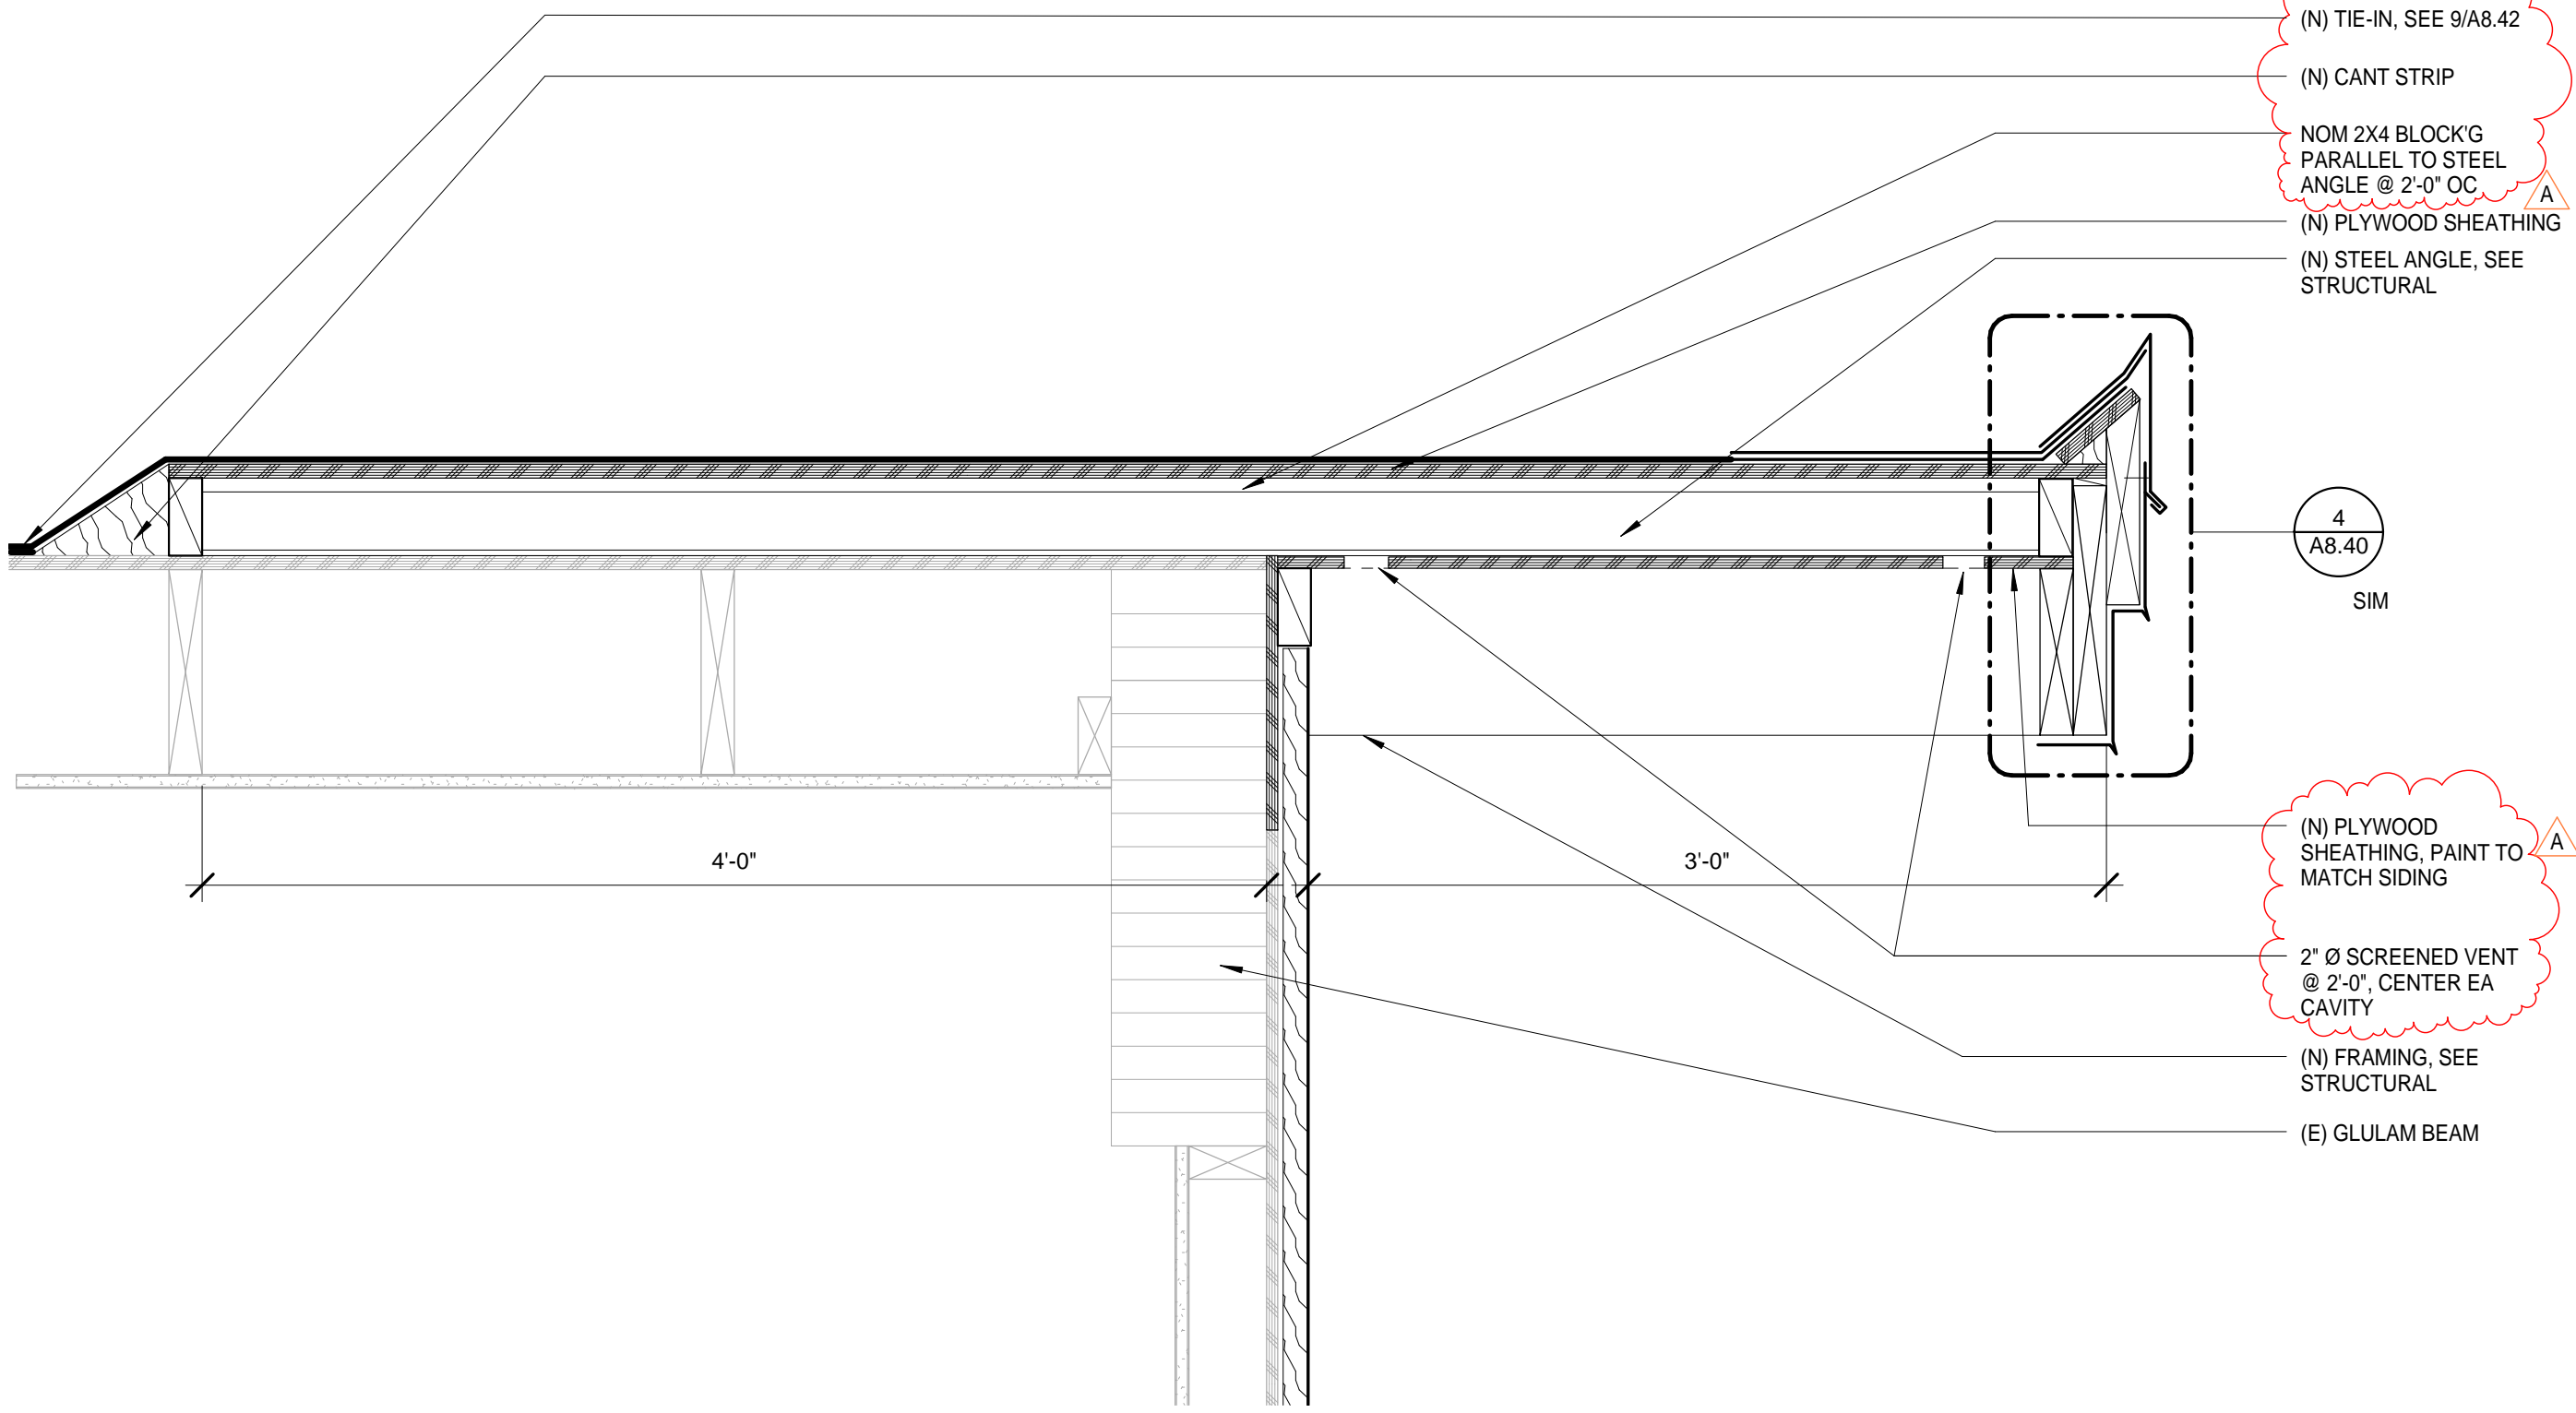 (N) TIE-IN, SEE 9/A8.42
(N) CANT STRIP
NOM 2X4 BLOCK'G
PARALLEL TO STEEL
ANGLE @ 2'-0" OC
A
(N) PLYWOOD SHEATHING
(N) STEEL ANGLE, SEE
STRUCTURAL
4
A8.40
SIM
(N) PLYWOOD
SHEATHING, PAINT TO
MATCH SIDING
A
4'-0"
3'-0"
2" Ø SCREENED VENT
@ 2'-0", CENTER EA
CAVITY
(N) FRAMING, SEE
STRUCTURAL
(E) GLULAM BEAM